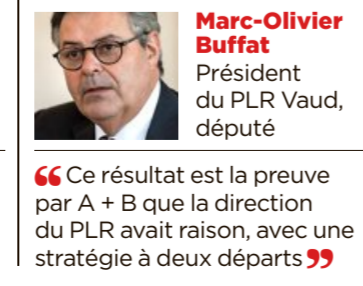 Marc-Olivier
Buffat
Président
du PLR Vaud,
député
“ Ce résultat est la preuve
par A + B que la direction
du PLR avait raison, avec une
stratégie à deux départs ”